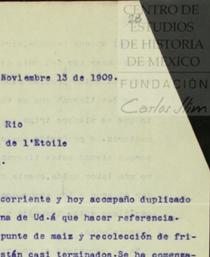 CENTRO DE
ESTUDIOS
DE HISTORIA
DE MÉXICO
FUNDACIÓN
Carlos Slim
28
Noviembre 13 de 1909.
Rio
de l'Etoile
.
corriente y hoy acompaño duplicado
na de Ud.á que hacer referencia.
punte de maiz y recolección de fri-
stán casi terminados.Se ha comenza-